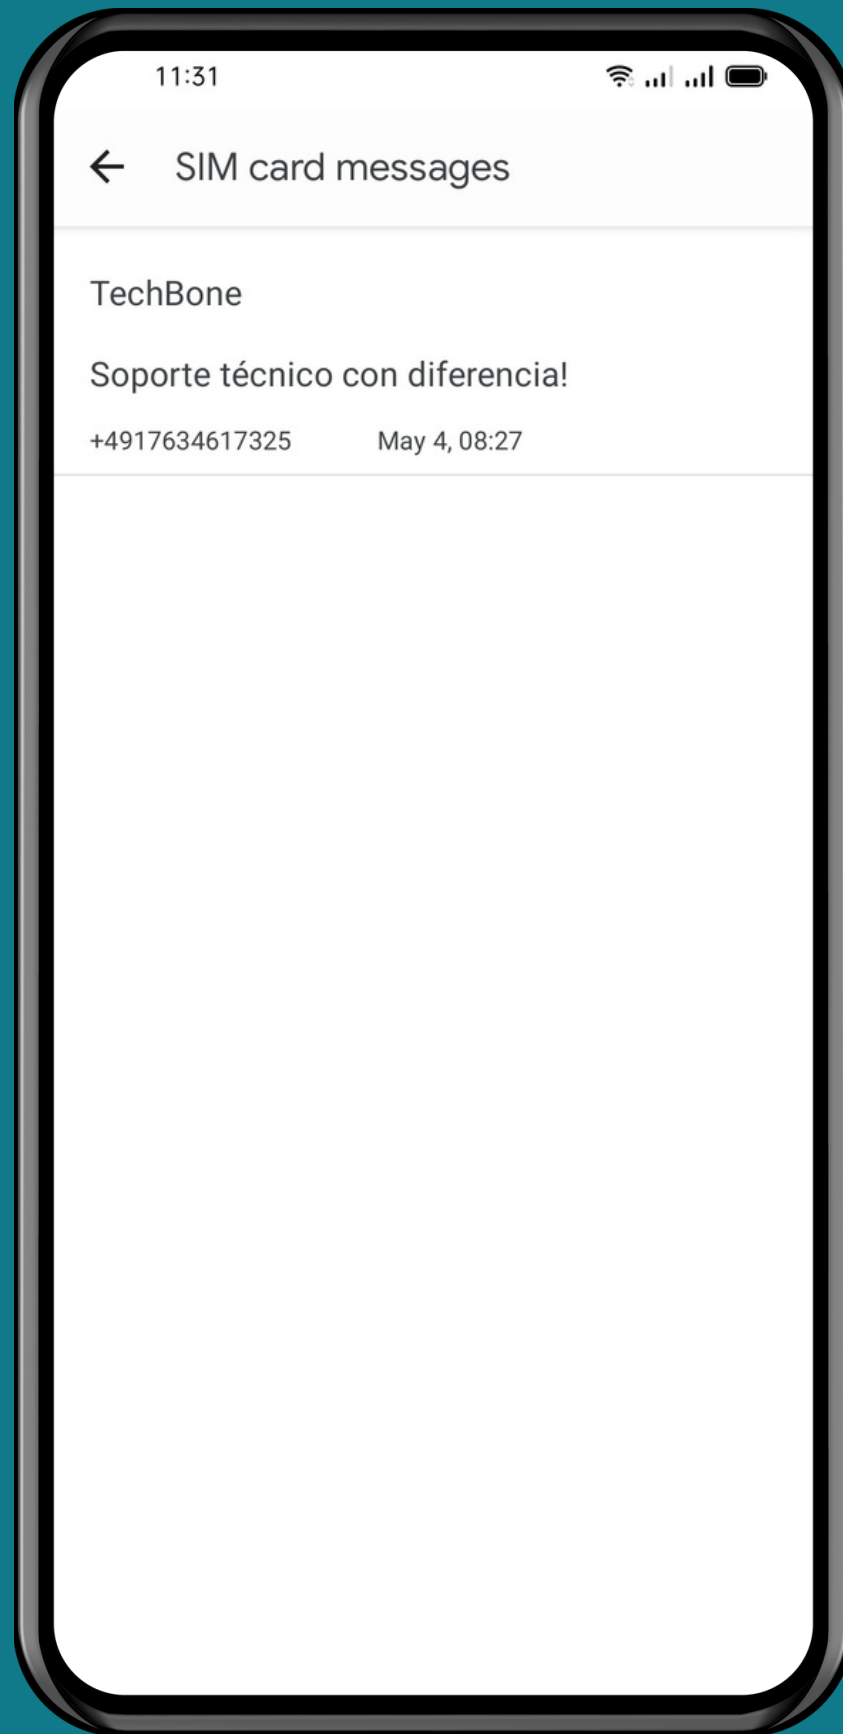 11:31
SIM card messages
TechBone
Soporte técnico con diferencia!
+4917634617325 May 4, 08:27